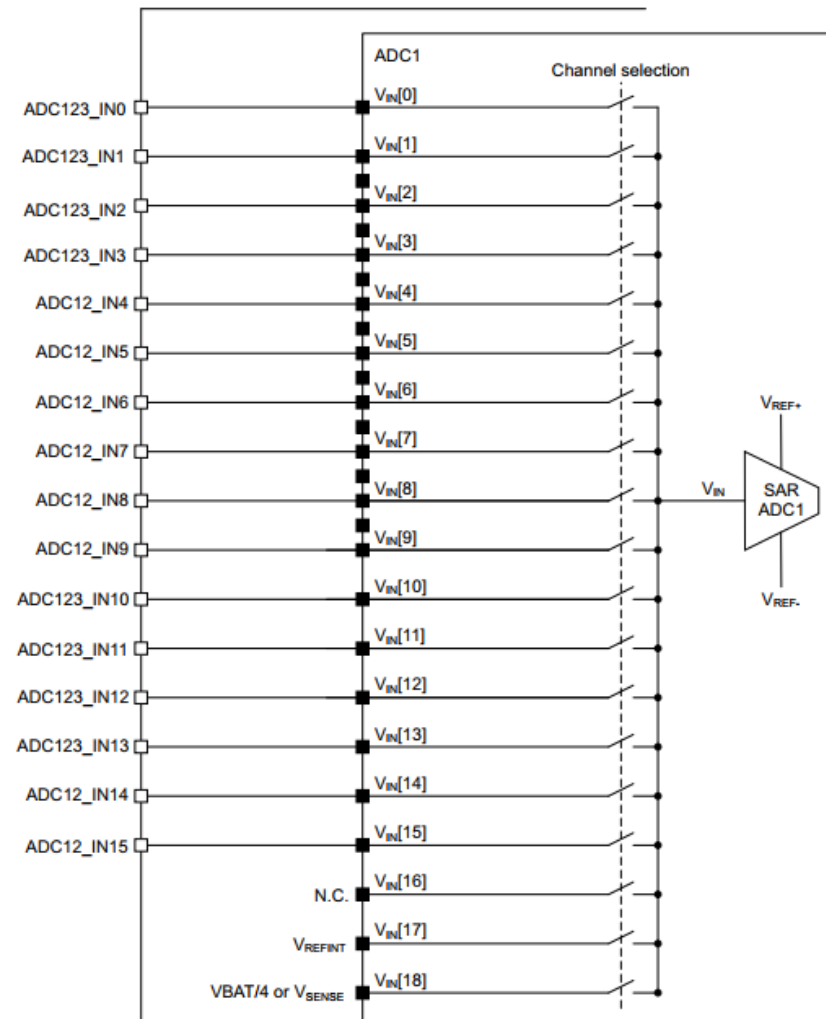 ADC1
Channel selection
ADC123_IN0 VIN[0]
ADC123_IN1 VIN[1]
ADC123_IN2 VIN[2]
ADC123_IN3 VIN[3]
ADC12_IN4 VIN[4]
ADC12_IN5 VIN[5]
ADC12_IN6 VIN[6]
VREF+
ADC12_IN7 VIN[7]
ADC12_IN8 VIN[8] VIN SAR
ADC1
ADC12_IN9 VIN[9]
ADC123_IN10 VIN[10] VREF-
ADC123_IN11 VIN[11]
ADC123_IN12 VIN[12]
ADC123_IN13 VIN[13]
ADC12_IN14 VIN[14]
ADC12_IN15 VIN[15]
N.C. VIN[16]
VREFINT VIN[17]
VBAT/4 or VSENSE VIN[18]